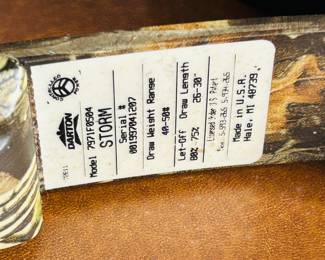 DARTON
Model 7971F0504
STORM
Serial #
0013970M1207
Draw Weight Range
40-50#
Let-Off Draw Length
80% 75% 26-30
Made in U.S.A.
Hale, MI 48739